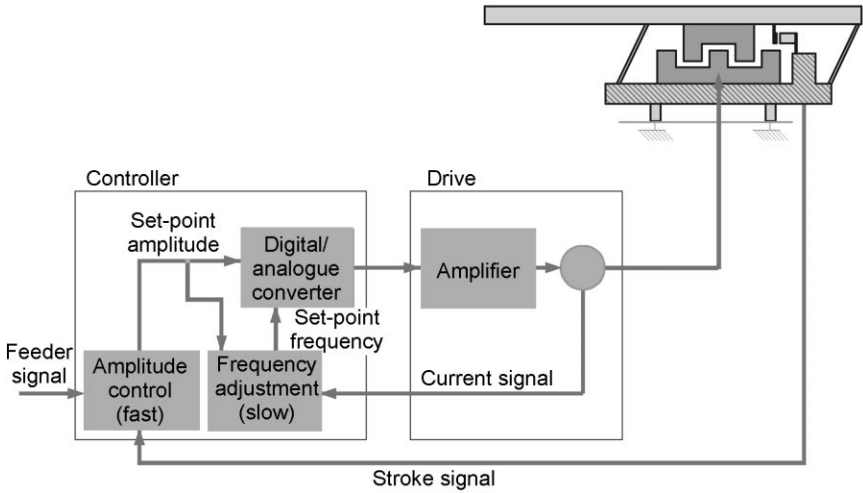 Controller
Drive
Set-point
amplitude
Digital/
analogue
converter
Amplifier
Set-point
frequency
Feeder
signal
Amplitude
control
(fast)
Frequency
adjustment
(slow)
Current signal
Stroke signal